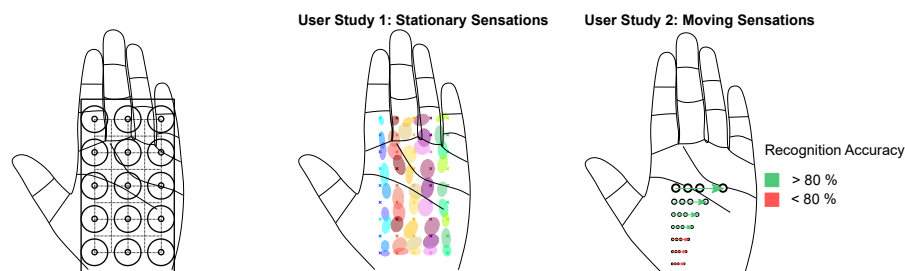 User Study 1: Stationary Sensations
User Study 2: Moving Sensations
Recognition Accuracy
> 80 %
< 80 %